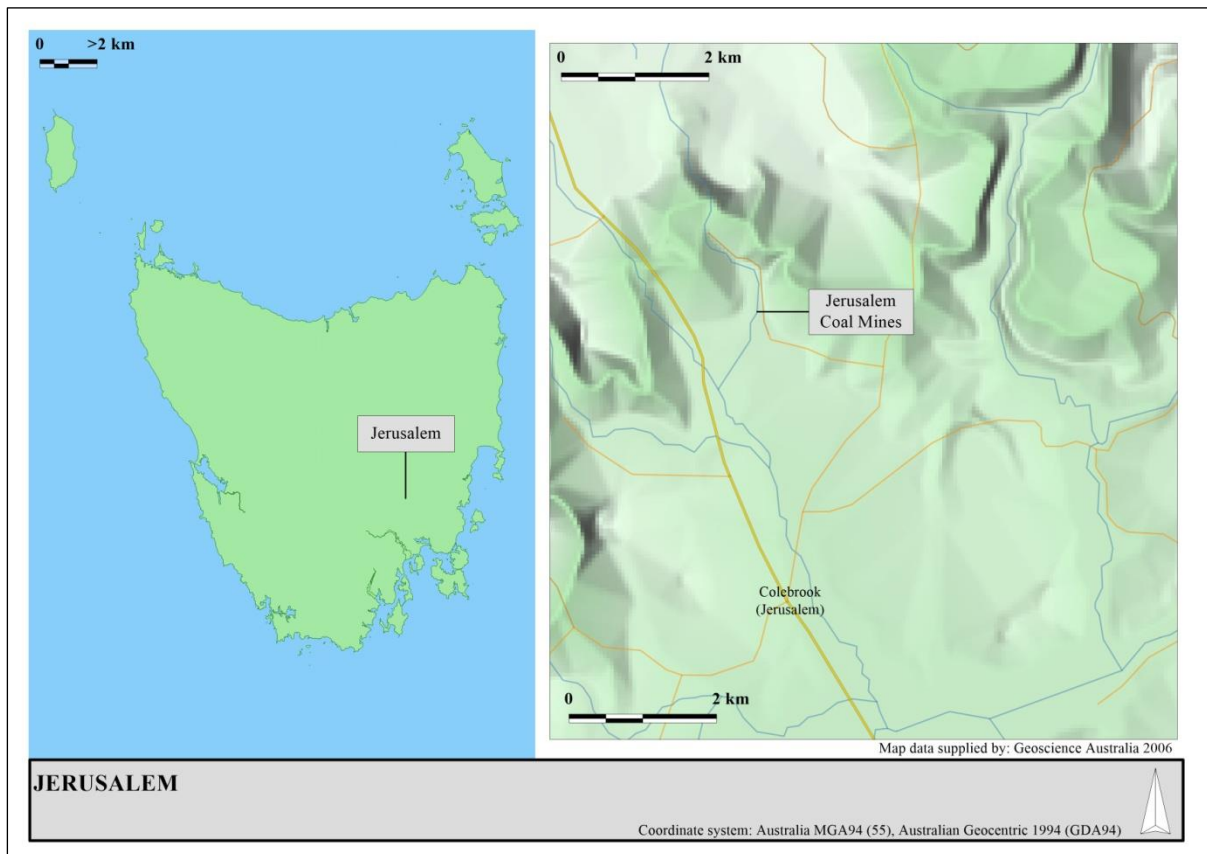 0 >2 km
Jerusalem
0 2 km
Jerusalem
Coal Mines
Colebrook
(Jerusalem)
0 2 km
Map data supplied by: Geoscience Australia 2006
JERUSALEM
Coordinate system: Australia MGA94 (55), Australian Geocentric 1994 (GDA94)